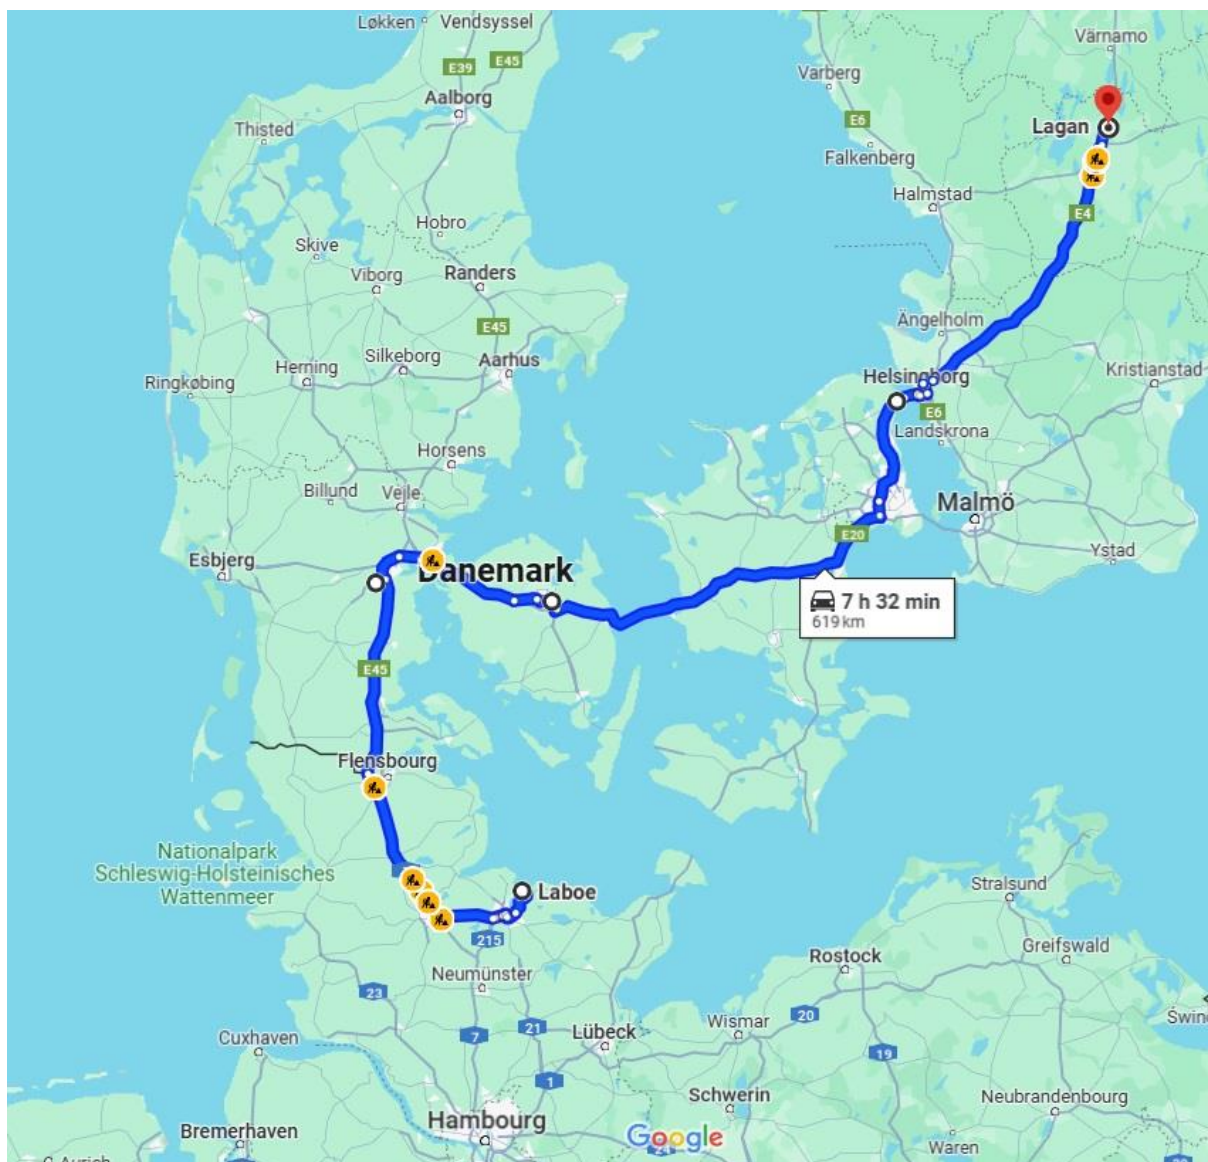 Løkken
Vendsyssel
Värnamo
E39
E45
Varberg
Aalborg
Lagan
Thisted
E6
Falkenberg
Halmstad
E4
Hobro
Skive
Viborg
Randers
Ängelholm
E45
Silkeborg
Aarhus
Herning
Ringkøbing
Helsingborg
Kristianstad
E6
Landskrona
Horsens
Billund
Vejle
Malmö
E20
Esbjerg
Danemark
Ystad
7 h 32 min
619 km
E45
Flensbourg
Nationalpark
Schleswig-Holsteinisches
Wattenmeer
Laboe
Stralsund
215
Greifswald
Rostock
Neumünster
23
20
Wismar
21
Lübeck
7
Cuxhaven
19
1
Schwerin
Neubrandenbourg
Hambourg
Google
Bremerhaven
24
Waren